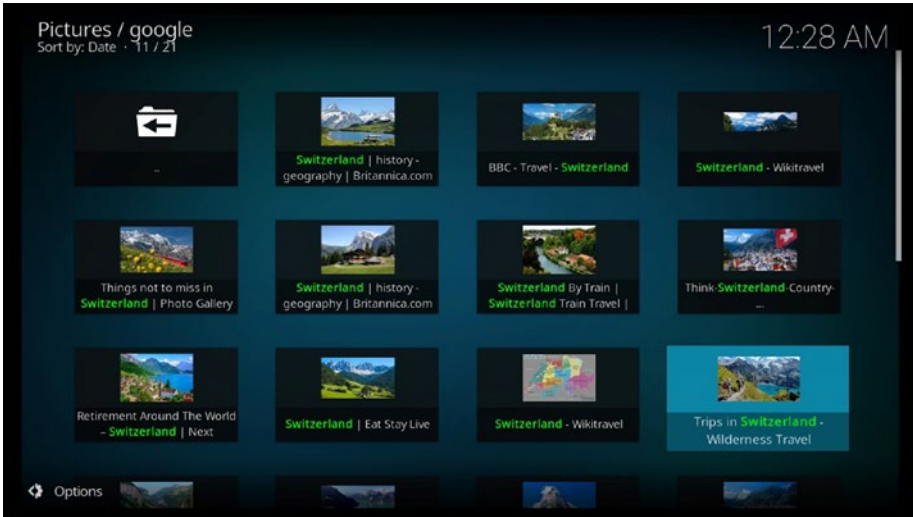 Pictures / google
Sort by: Date · 11 / 21
12:28 AM
..
Switzerland | history -
geography | Britannica.com
BBC - Travel - Switzerland
Switzerland - Wikitravel
Things not to miss in
Switzerland | Photo Gallery
Switzerland | history -
geography | Britannica.com
Switzerland By Train |
Switzerland Train Travel |
Think-Switzerland-Country-
...
Retirement Around The World
– Switzerland | Next
Switzerland | Eat Stay Live
Switzerland - Wikitravel
Trips in Switzerland -
Wilderness Travel
Options